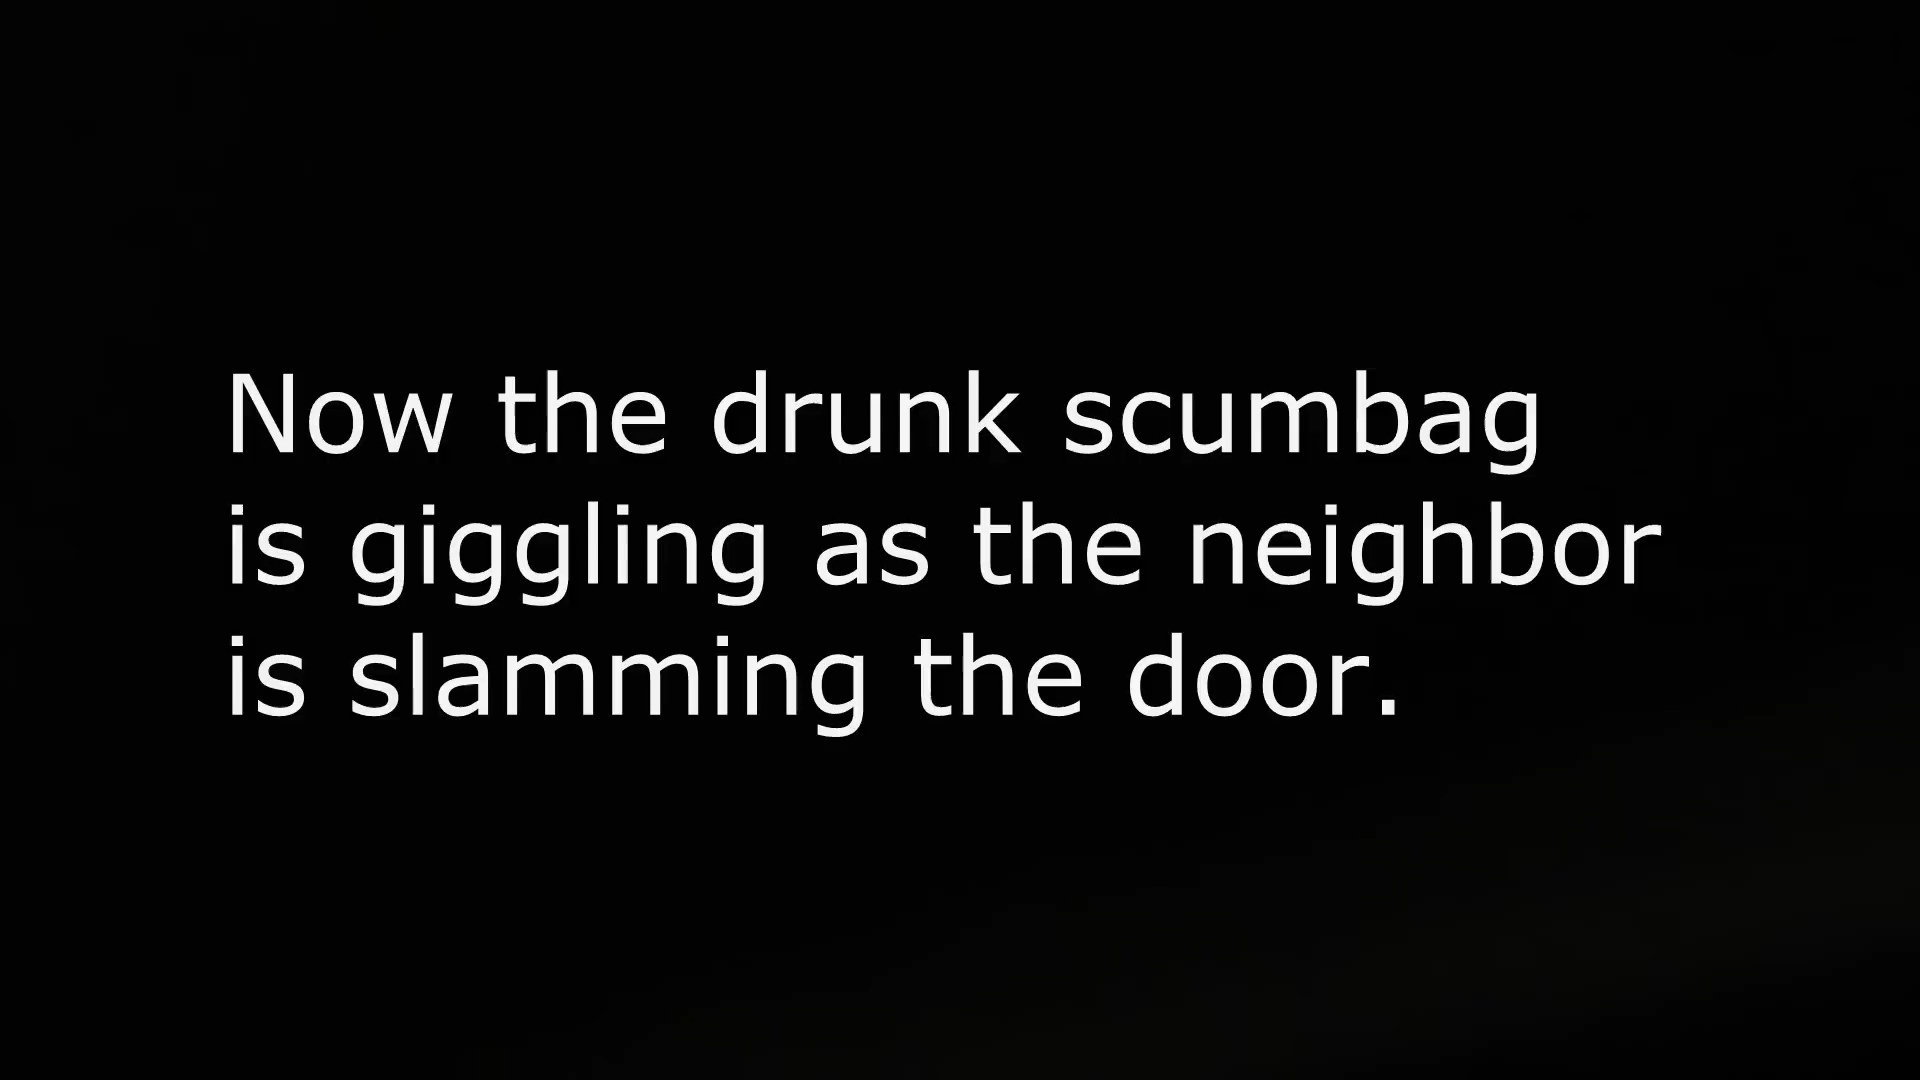 Now the drunk scumbag
is giggling as the neighbor
is slamming the door.